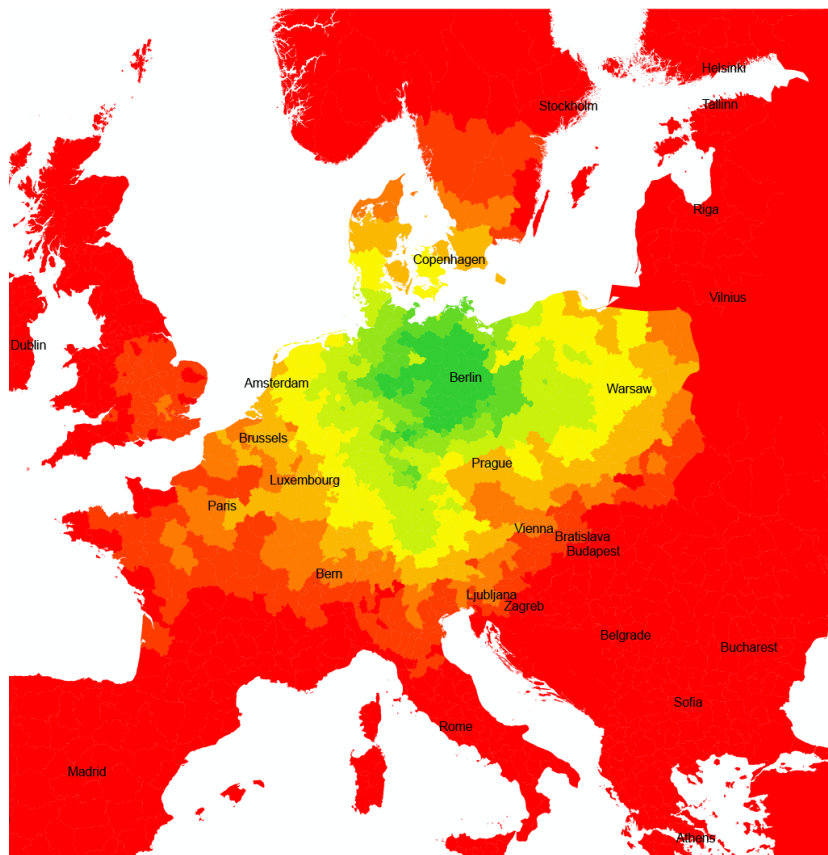 Helsinki
Stockholm
Tallinn
Riga
Copenhagen
Vilnius
Dublin
Berlin
Amsterdam
Warsaw
Brussels
Prague
Luxembourg
Paris
Vienna
Bratislava
Budapest
Bern
Ljubljana
Zagreb
Belgrade
Bucharest
Sofia
Rome
Madrid
Athens